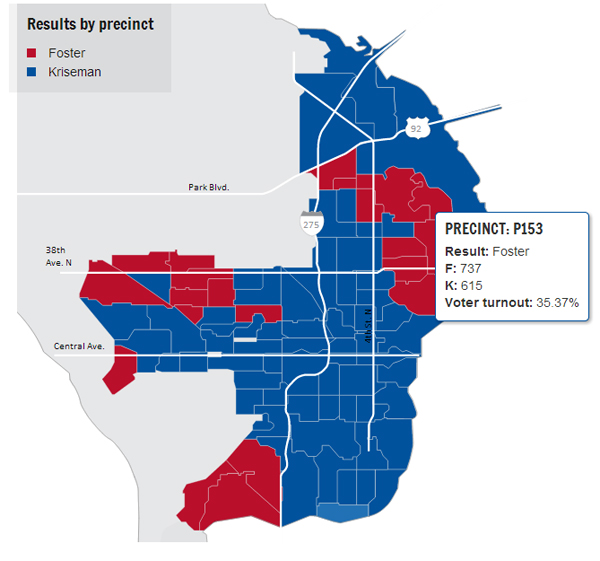 Results by precinct
Foster
Kriseman
92
Park Blvd.
275
38th
Ave. N
PRECINCT: P153
Result: Foster
F: 737
K: 615
Voter turnout: 35.37%
4th St. N
Central Ave.